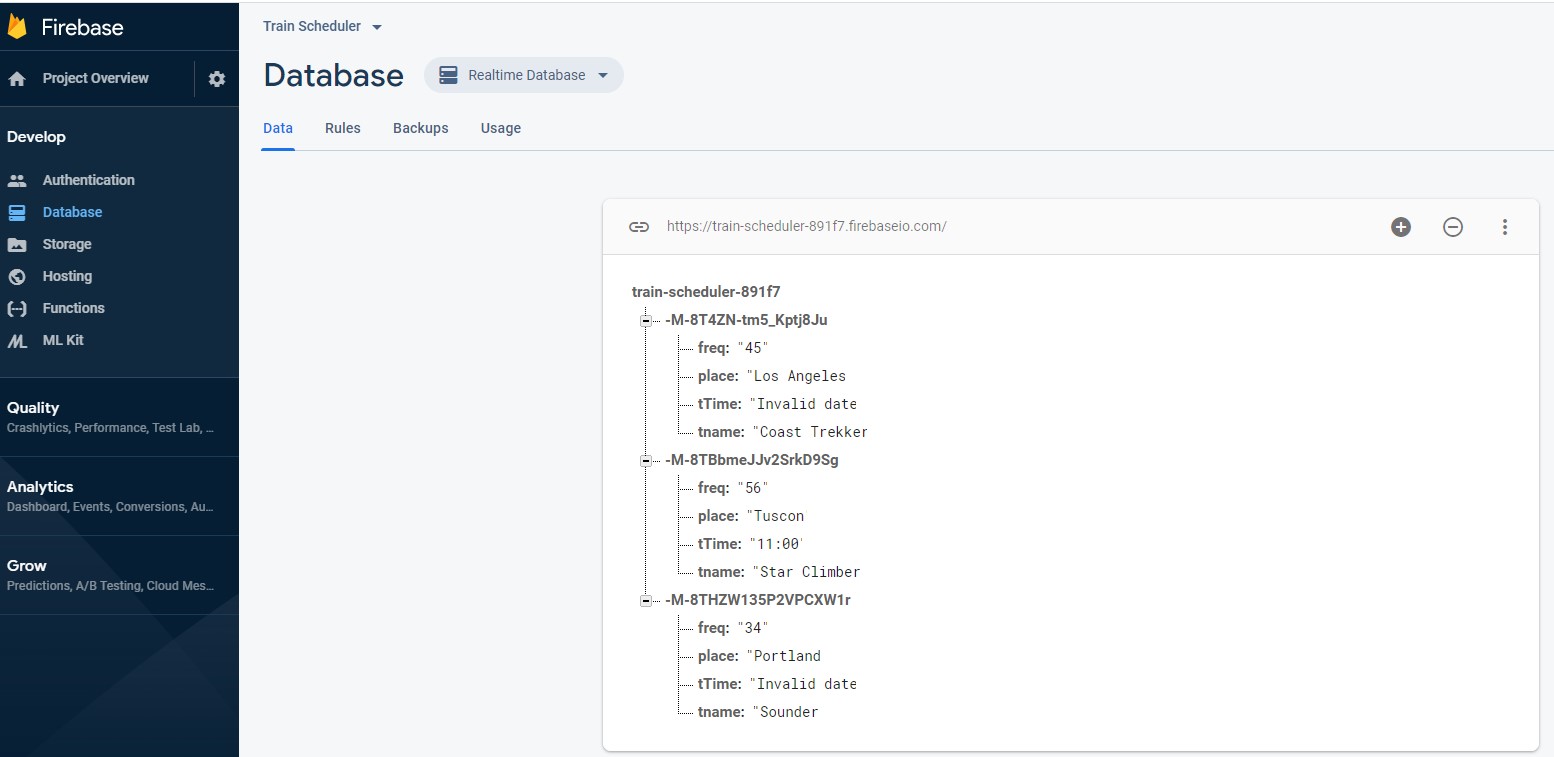 Firebase
Project Overview
Develop
Authentication
Database
Storage
Hosting
Functions
ML Kit
Quality
Crashlytics, Performance, Test Lab, ...
Analytics
Dashboard, Events, Conversions, Au...
Grow
Predictions, A/B Testing, Cloud Mes...
Train Scheduler
Database
Realtime Database
Data Rules Backups Usage
https://train-scheduler-891f7.firebaseio.com/
train-scheduler-891f7
-M-8T4ZN-tm5_Kptj8Ju
freq: "45"
place: "Los Angeles
tTime: "Invalid date
tname: "Coast Trekker
-M-8TBbmeJJv2SrkD9Sg
freq: "56"
place: "Tuscon
tTime: "11:00'
tname: "Star Climber
-M-8THZW135P2VPCXW1r
freq: "34"
place: "Portland
tTime: "Invalid date
tname: "Sounder